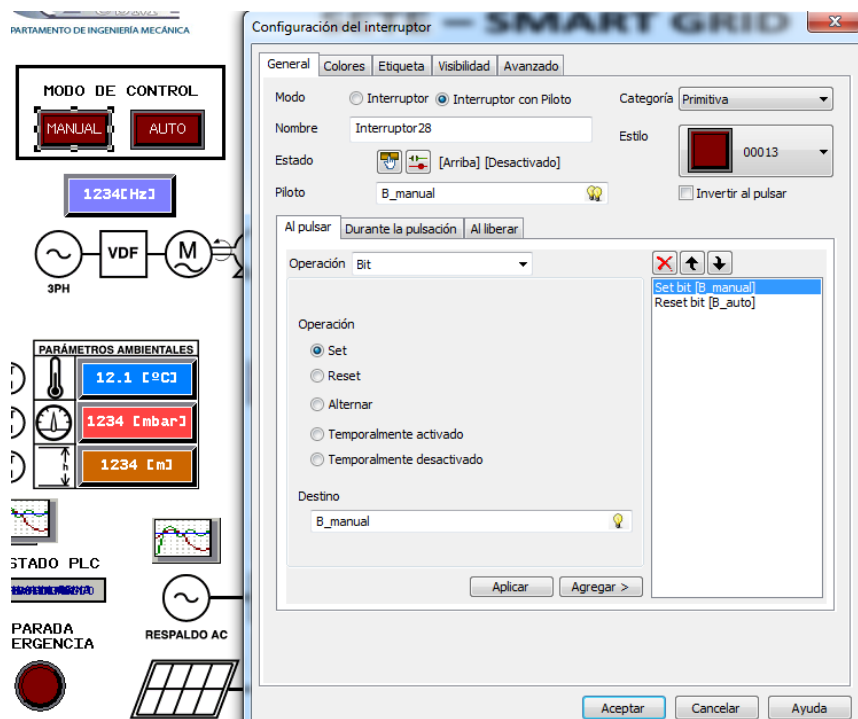 PARTAMENTO DE INGENIERÍA MECÁNICA
SMART GRID
MODO DE CONTROL
MANUAL AUTO
1234[Hz]
VDF M
3PH
PARÁMETROS AMBIENTALES
12.1 [ºC]
1234 [mbar]
h
1234 [m]
STADO PLC
PARADA
ERGENCIA
RESPALDO AC
Configuración del interruptor
General Colores Etiqueta Visibilidad Avanzado
Modo Interruptor Interruptor con Piloto Categoría Primitiva
Nombre Interruptor28
Estilo 00013
Estado [Arriba] [Desactivado]
Piloto B_manual Invertir al pulsar
Al pulsar Durante la pulsación Al liberar
Operación Bit
Set bit [B_manual]
Reset bit [B_auto]
Operación
Set
Reset
Alternar
Temporalmente activado
Temporalmente desactivado
Destino
B_manual
Aplicar Agregar >
Aceptar Cancelar Ayuda